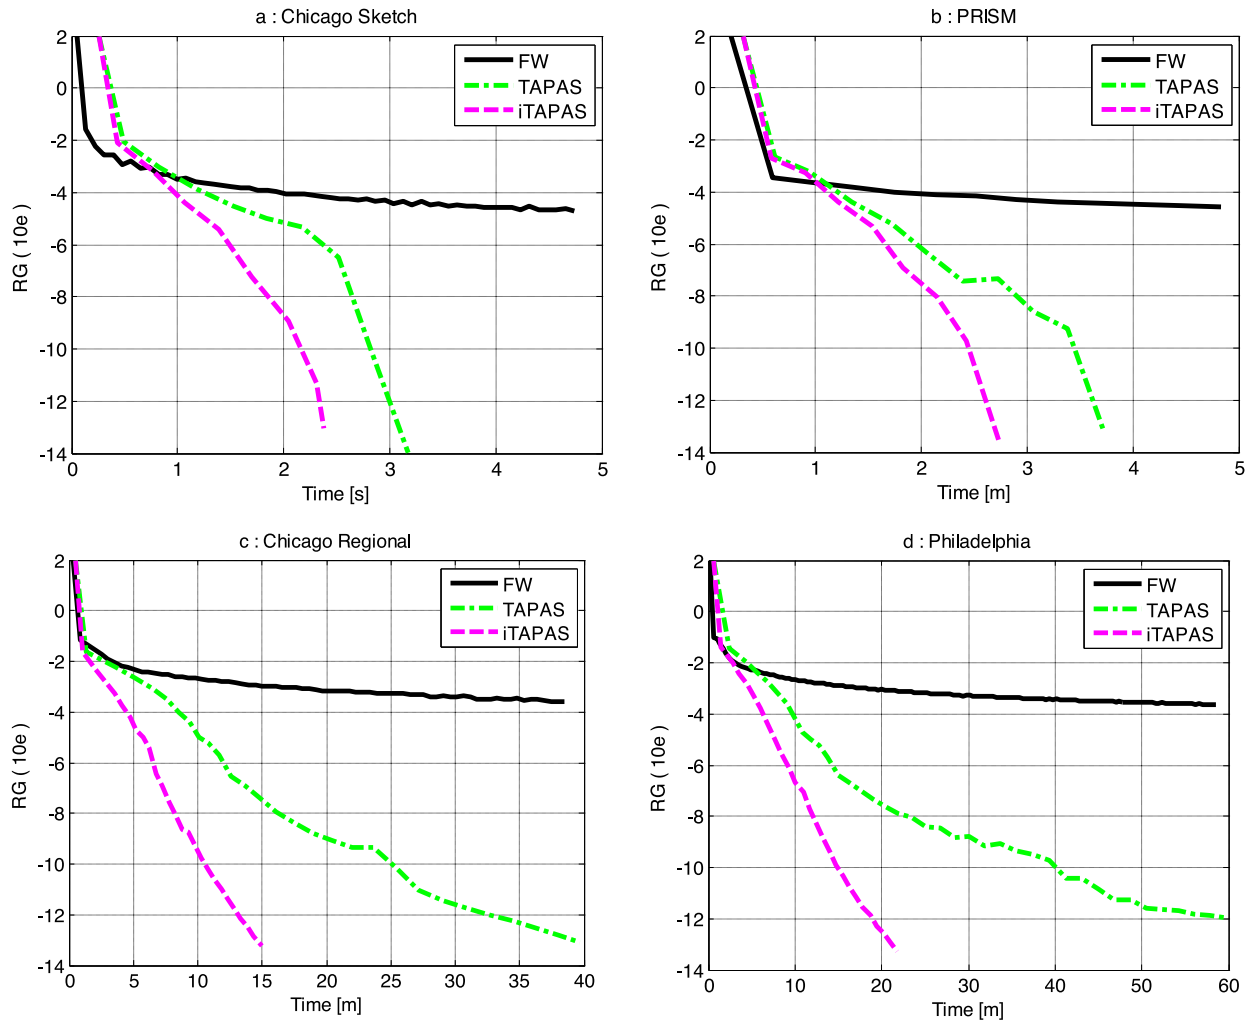 a : Chicago Sketch
RG ( 10e )
2
0
-2
-4
-6
-8
-10
-12
-14
FW
TAPAS
iTAPAS
0 1 2 3 4 5
Time [s]
b : PRISM
RG ( 10e )
2
0
-2
-4
-6
-8
-10
-12
-14
FW
TAPAS
iTAPAS
0 1 2 3 4 5
Time [m]
c : Chicago Regional
RG ( 10e )
2
0
-2
-4
-6
-8
-10
-12
-14
FW
TAPAS
iTAPAS
0 5 10 15 20 25 30 35 40
Time [m]
d : Philadelphia
RG ( 10e )
2
0
-2
-4
-6
-8
-10
-12
-14
FW
TAPAS
iTAPAS
0 10 20 30 40 50 60
Time [m]